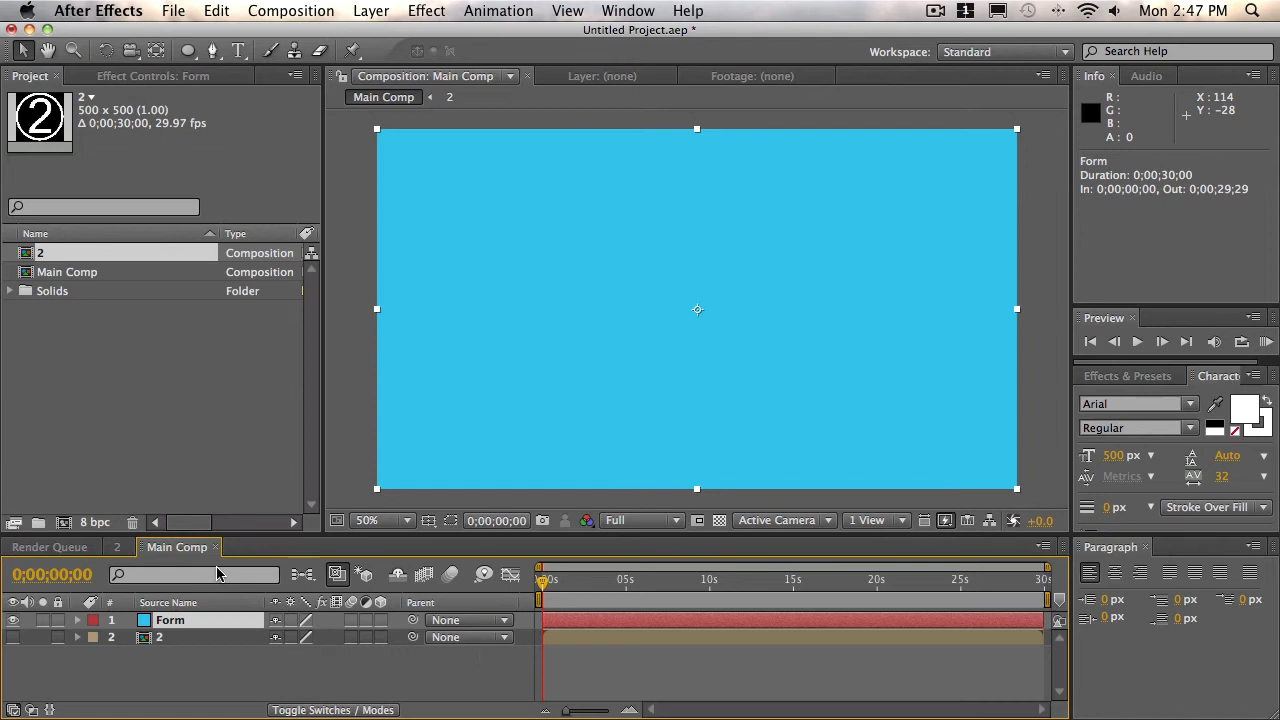 After Effects File Edit Composition Layer Effect Animation View Window Help Mon 2:47 PM
Untitled Project.aep *
Workspace: Standard Search Help
Project Effect Controls: Form Composition: Main Comp Layer: (none) Footage: (none) Info Audio
2
500 x 500 (1.00)
Δ 0;00;30;00, 29.97 fps
Main Comp 2
R : X : 114
G : Y : -28
B :
A : 0
Form
Duration: 0;00;30;00
In: 0;00;00;00, Out: 0;00;29;29
Name Type
2 Composition
Main Comp Composition
Solids Folder
Preview
Effects & Presets Charact
Arial
Regular
500 px Auto
Metrics 32
0 px Stroke Over Fill
8 bpc 50% 0;00;00;00 Full Active Camera 1 View +0.0
Render Queue 2 Main Comp Paragraph
0;00;00;00 05s 10s 15s 20s 25s 30s
# Source Name fx Parent
1 Form None
2 2 None
0 px 0 px 0 px
0 px 0 px
Toggle Switches / Modes